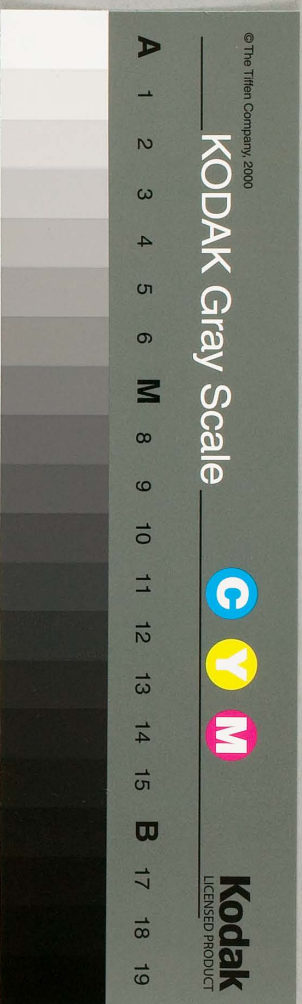 © The Tiffen Company, 2000
KODAK Gray Scale
C Y M
Kodak
LICENSED PRODUCT
A 1 2 3 4 5 6 M 8 9 10 11 12 13 14 15 B 17 18 19